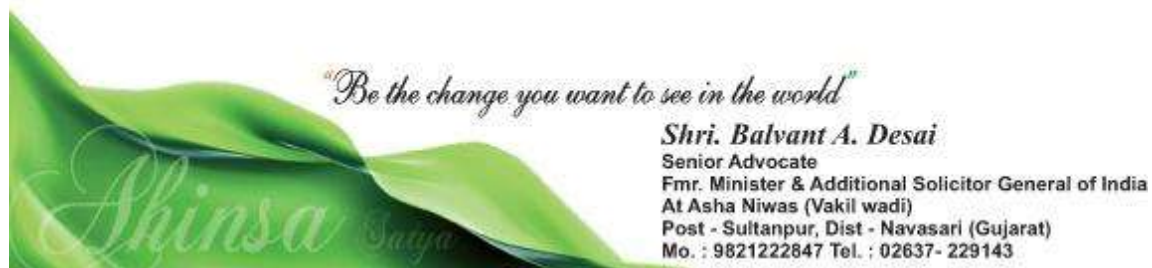 "Be the change you want to see in the world"
Shri. Balvant A. Desai
Senior Advocate
Fmr. Minister & Additional Solicitor General of India
At Asha Niwas (Vakil wadi)
Post - Sultanpur, Dist - Navasari (Gujarat)
Mo. : 9821222847 Tel. : 02637- 229143
Ahinsa
Satya